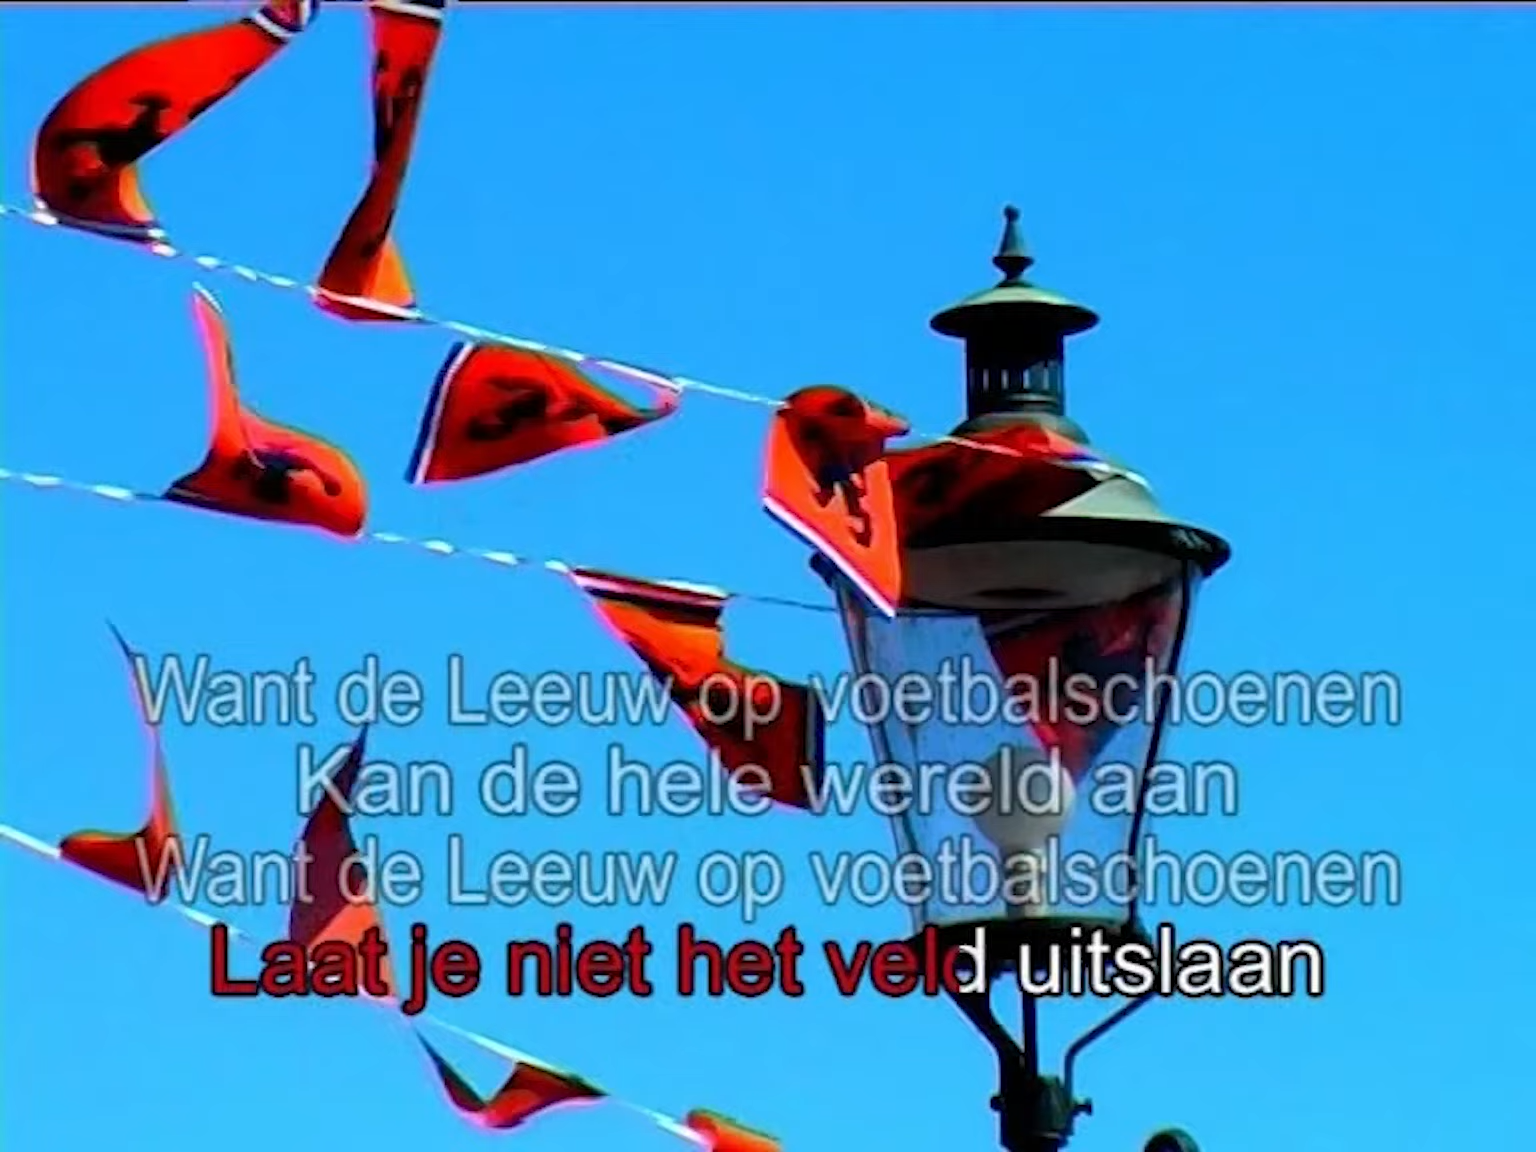 Want de Leeuw op voetbalschoenen
Kan de hele wereld aan
Want de Leeuw op voetbalschoenen
Laat je niet het veld uitslaan